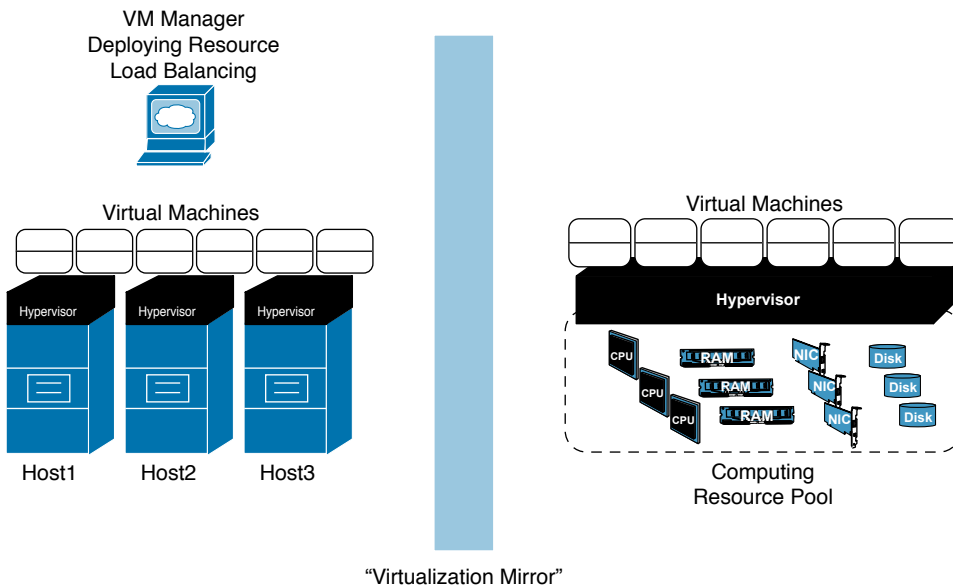 VM Manager
Deploying Resource
Load Balancing
Virtual Machines
Hypervisor
Hypervisor
Hypervisor
Host1
Host2
Host3
Virtual Machines
Hypervisor
CPU
RAM
NIC
Disk
CPU
RAM
NIC
Disk
CPU
RAM
NIC
Disk
Computing
Resource Pool
“Virtualization Mirror”